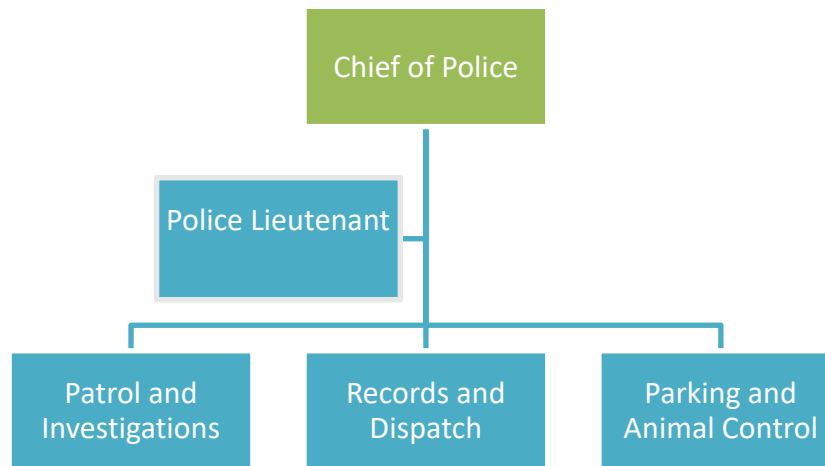 Chief of Police
Police Lieutenant
Patrol and
Investigations
Records and
Dispatch
Parking and
Animal Control